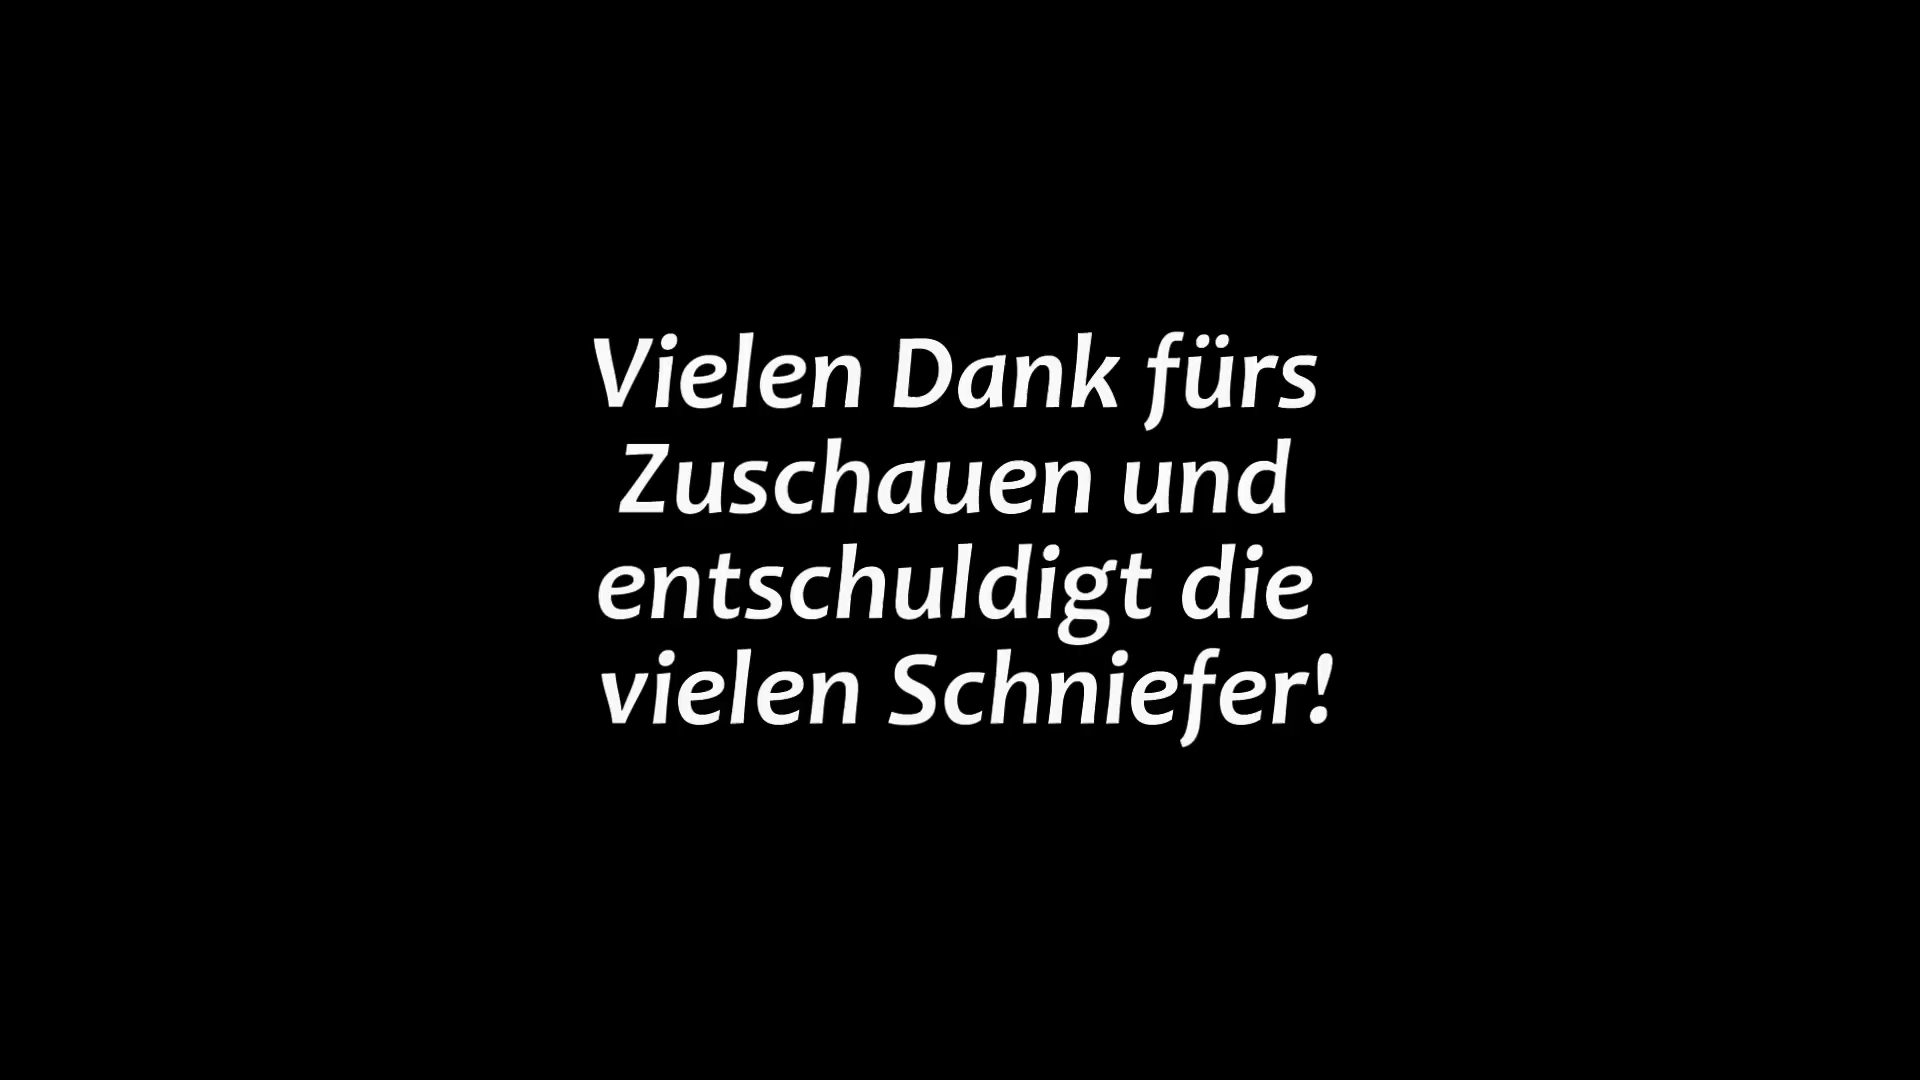 Vielen Dank fürs
Zuschauen und
entschuldigt die
vielen Schniefer!